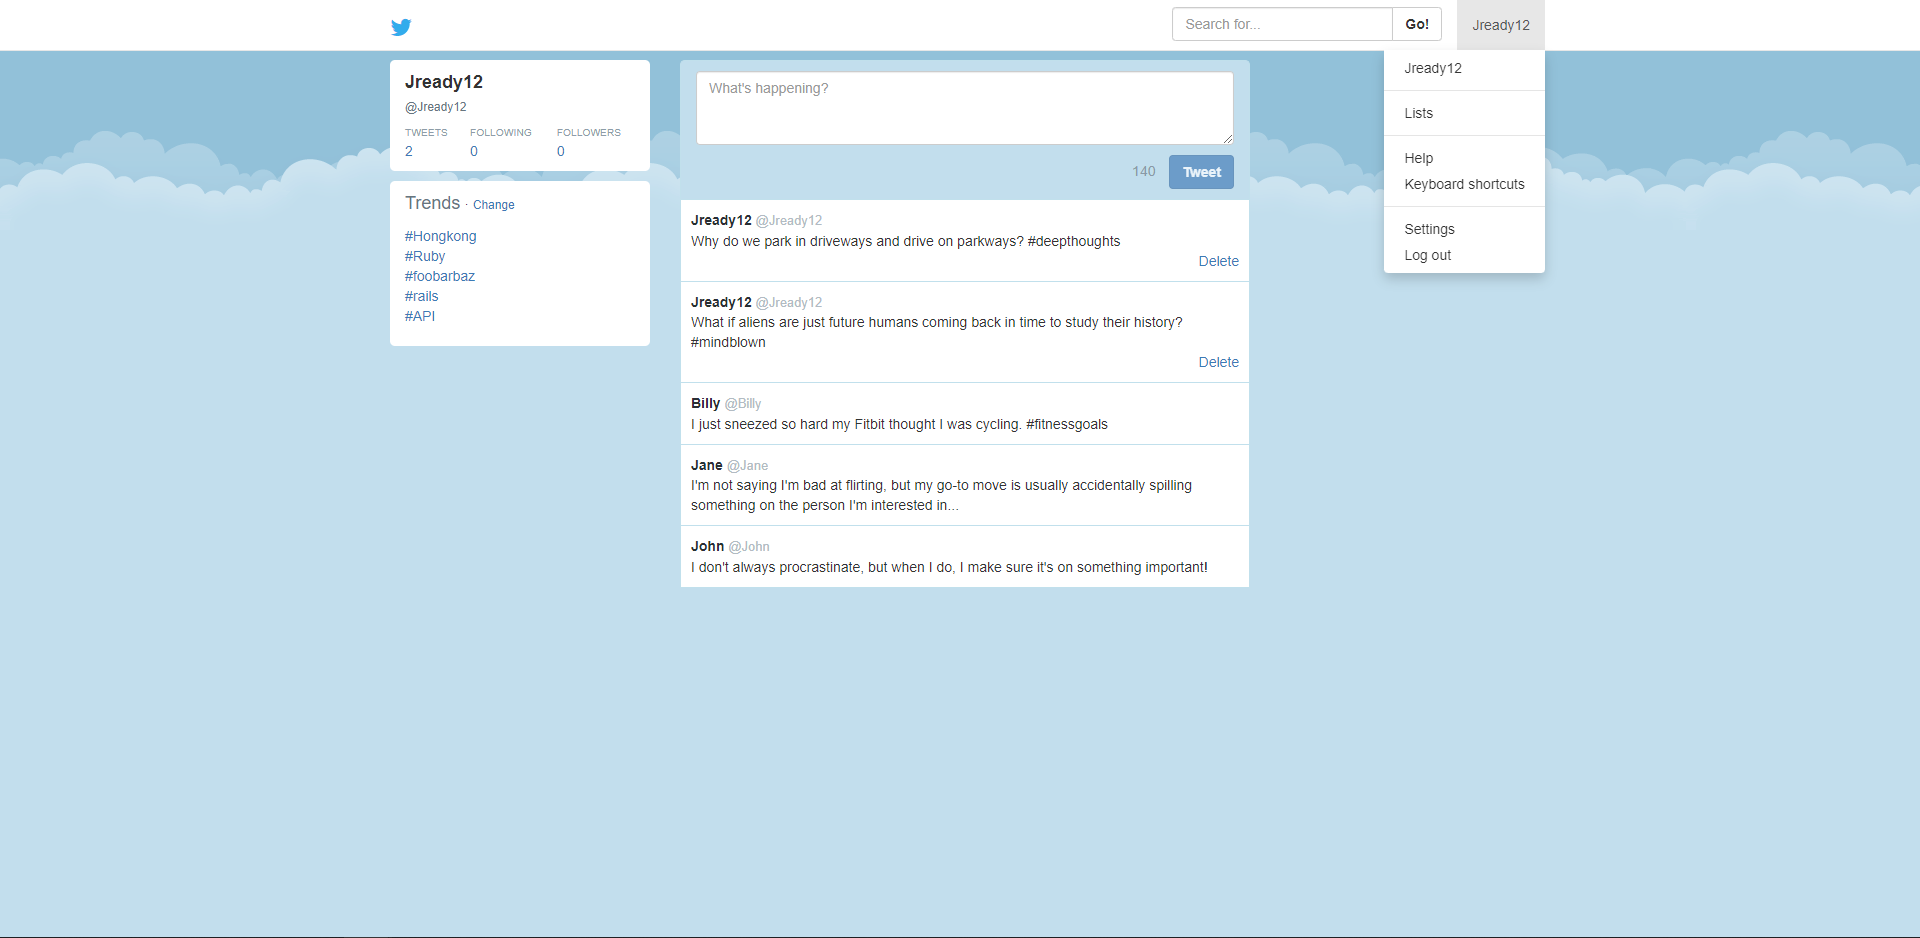 Search for...
Go!
Jready12
Jready12
Lists
Help
Keyboard shortcuts
Settings
Log out
Jready12
@Jready12
TWEETS FOLLOWING FOLLOWERS
2 0 0
Trends · Change
#Hongkong
#Ruby
#foobarbaz
#rails
#API
What's happening?
140 Tweet
Jready12 @Jready12
Why do we park in driveways and drive on parkways? #deepthoughts
Delete
Jready12 @Jready12
What if aliens are just future humans coming back in time to study their history?
#mindblown
Delete
Billy @Billy
I just sneezed so hard my Fitbit thought I was cycling. #fitnessgoals
Jane @Jane
I'm not saying I'm bad at flirting, but my go-to move is usually accidentally spilling
something on the person I'm interested in...
John @John
I don't always procrastinate, but when I do, I make sure it's on something important!